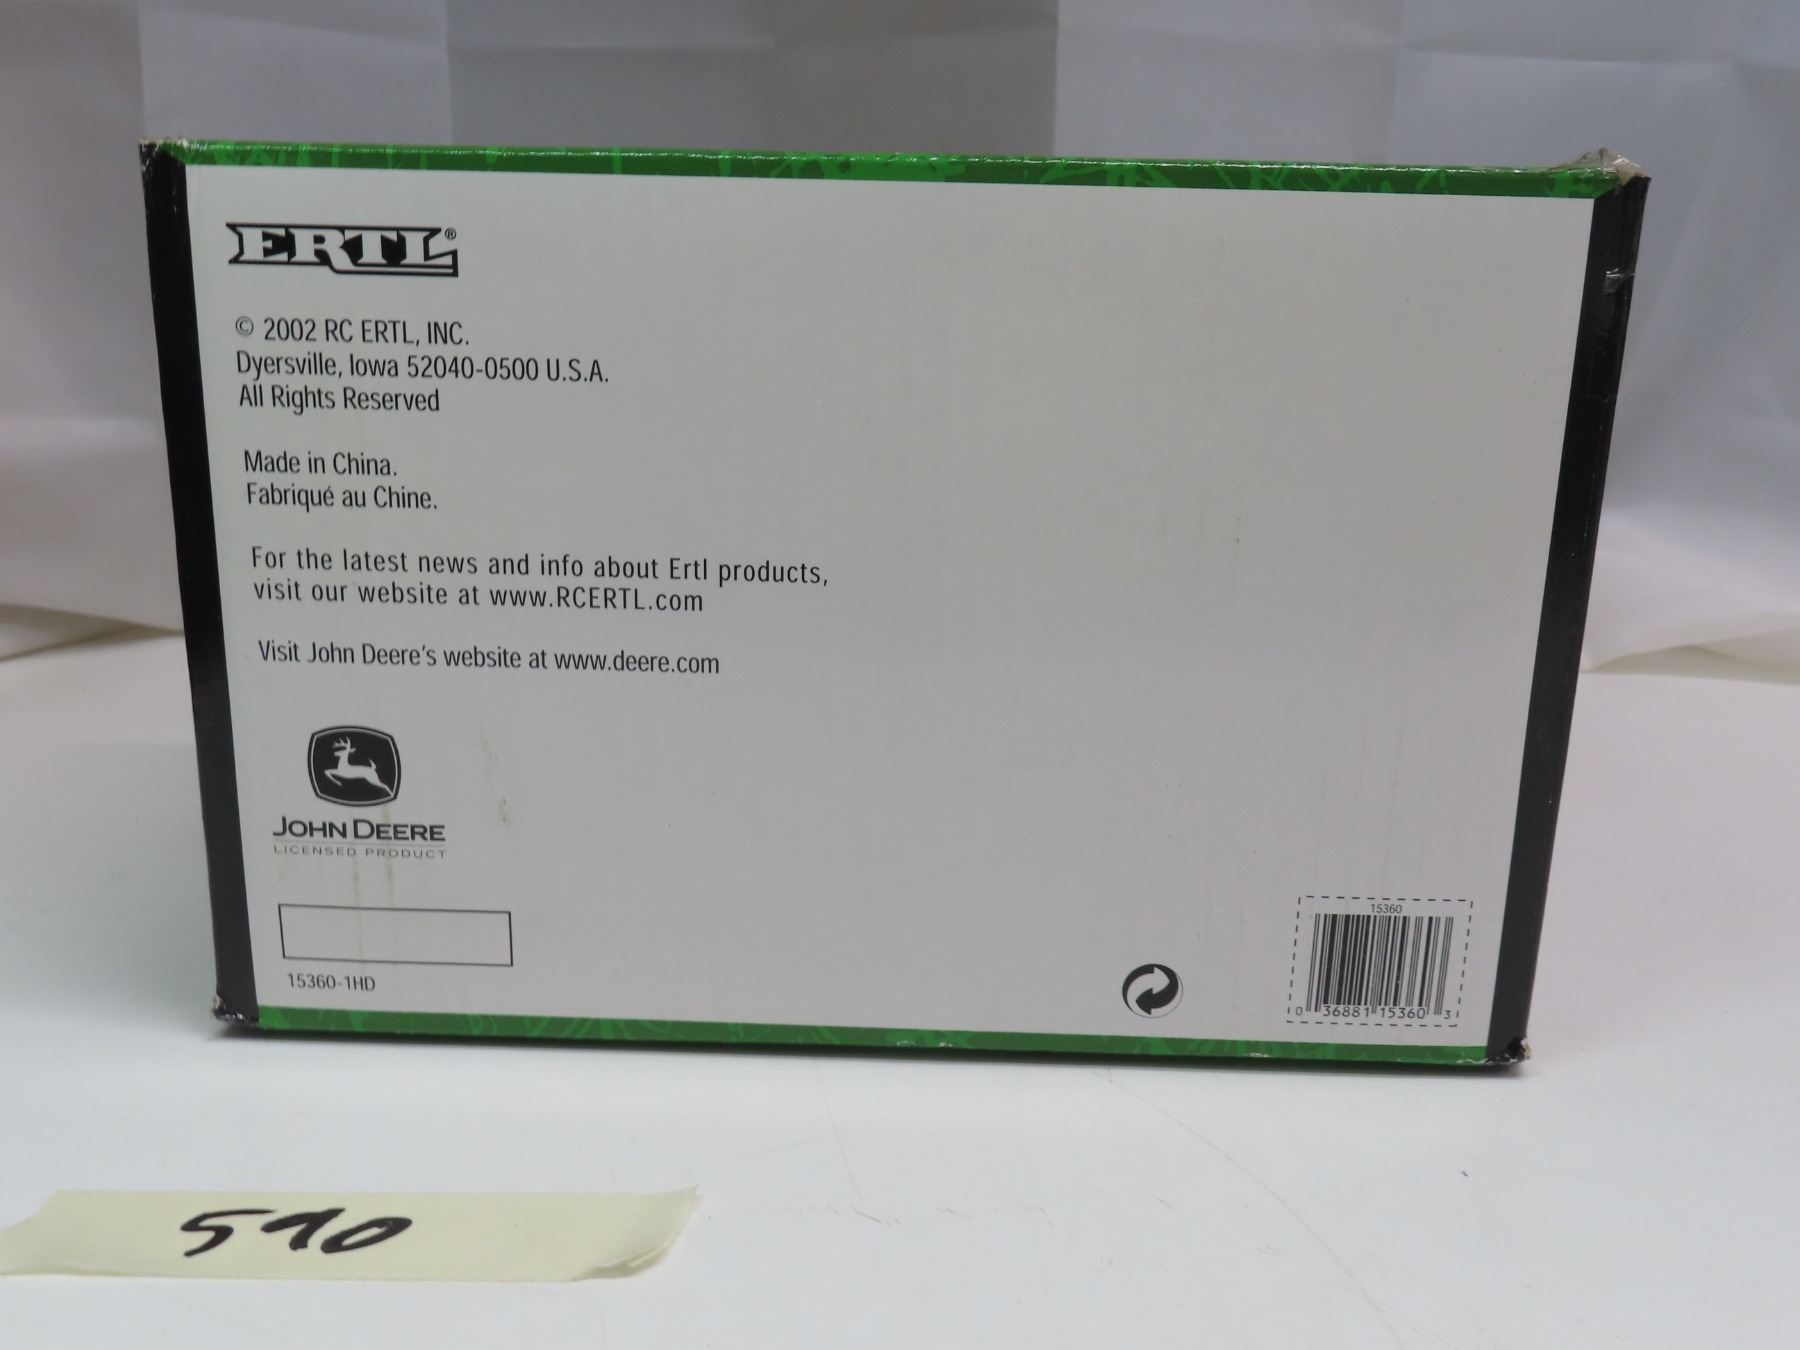 ERTL®
© 2002 RC ERTL, INC.
Dyersville, Iowa 52040-0500 U.S.A.
All Rights Reserved
Made in China.
Fabriqué au Chine.
For the latest news and info about Ertl products,
visit our website at www.RCERTL.com
Visit John Deere's website at www.deere.com
JOHN DEERE
LICENSED PRODUCT
15360-1HD
15360
0 36881 15360 3
590